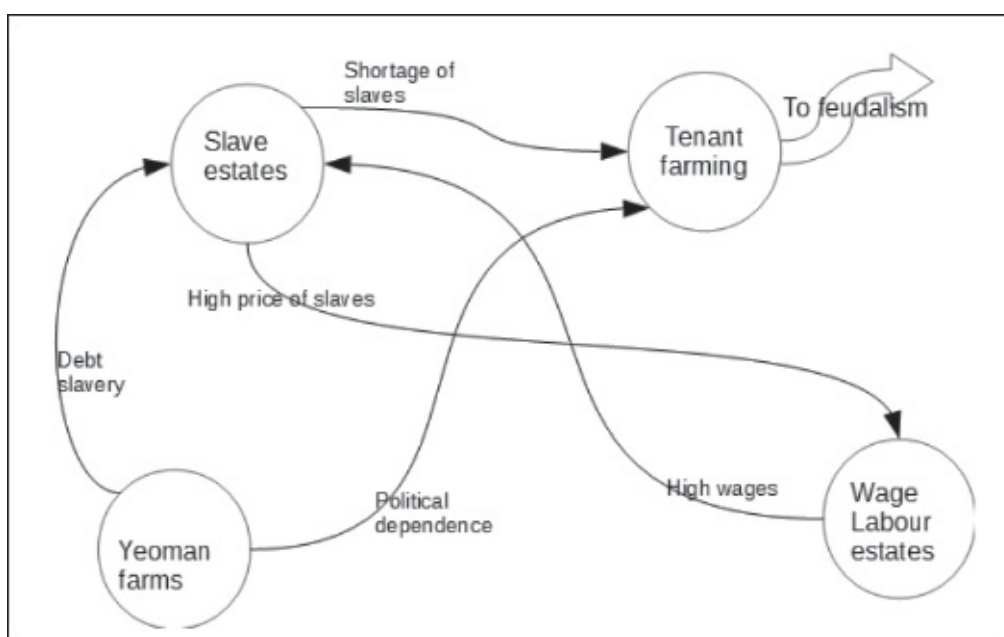 Shortage of
slaves
Slave
estates
Tenant
farming
To feudalism
High price of slaves
Debt
slavery
Political
dependence
High wages
Yeoman
farms
Wage
Labour
estates